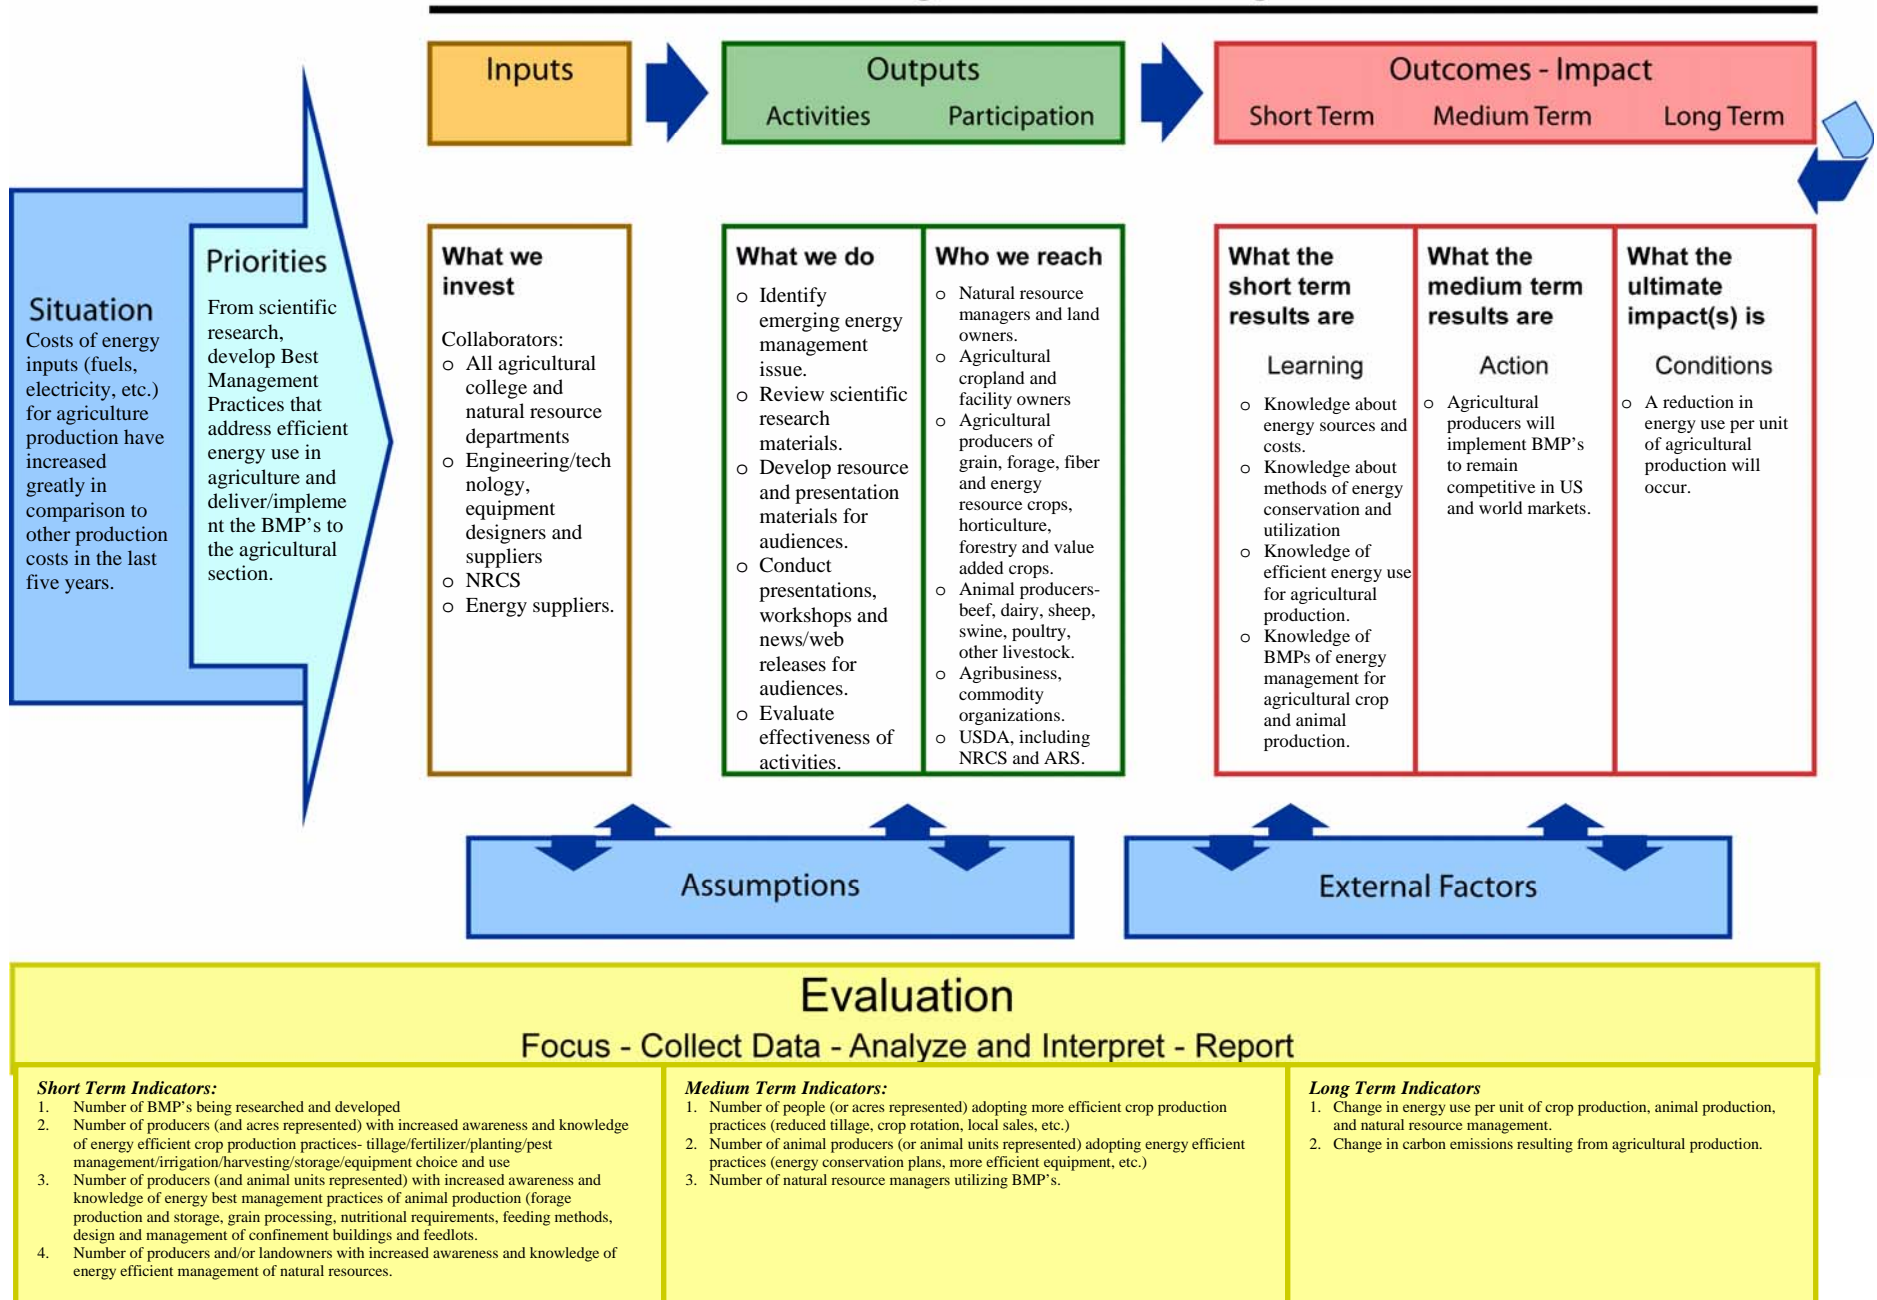 Inputs
Outputs
Activities Participation
Outcomes - Impact
Short Term Medium Term Long Term
Situation
Costs of energy
inputs (fuels,
electricity, etc.)
for agriculture
production have
increased
greatly in
comparison to
other production
costs in the last
five years.
Priorities
From scientific
research,
develop Best
Management
Practices that
address efficient
energy use in
agriculture and
deliver/impleme
nt the BMP's to
the agricultural
section.
What we
invest
Collaborators:
o All agricultural
college and
natural resource
departments
o Engineering/tech
nology,
equipment
designers and
suppliers
o NRCS
o Energy suppliers.
What we do
o Identify
emerging energy
management
issue.
o Review scientific
research
materials.
o Develop resource
and presentation
materials for
audiences.
o Conduct
presentations,
workshops and
news/web
releases for
audiences.
o Evaluate
effectiveness of
activities.
Who we reach
o Natural resource
managers and land
owners.
o Agricultural
cropland and
facility owners
o Agricultural
producers of
grain, forage, fiber
and energy
resource crops,
horticulture,
forestry and value
added crops.
o Animal producers-
beef, dairy, sheep,
swine, poultry,
other livestock.
o Agribusiness,
commodity
organizations.
o USDA, including
NRCS and ARS.
What the
short term
results are
Learning
o Knowledge about
energy sources and
costs.
o Knowledge about
methods of energy
conservation and
utilization
o Knowledge of
efficient energy use
for agricultural
production.
o Knowledge of
BMPs of energy
management for
agricultural crop
and animal
production.
What the
medium term
results are
Action
o Agricultural
producers will
implement BMP's
to remain
competitive in US
and world markets.
What the
ultimate
impact(s) is
Conditions
o A reduction in
energy use per unit
of agricultural
production will
occur.
Assumptions
External Factors
Evaluation
Focus - Collect Data - Analyze and Interpret - Report
Short Term Indicators:
1. Number of BMP's being researched and developed
2. Number of producers (and acres represented) with increased awareness and knowledge
of energy efficient crop production practices- tillage/fertilizer/planting/pest
management/irrigation/harvesting/storage/equipment choice and use
3. Number of producers (and animal units represented) with increased awareness and
knowledge of energy best management practices of animal production (forage
production and storage, grain processing, nutritional requirements, feeding methods,
design and management of confinement buildings and feedlots.
4. Number of producers and/or landowners with increased awareness and knowledge of
energy efficient management of natural resources.
Medium Term Indicators:
1. Number of people (or acres represented) adopting more efficient crop production
practices (reduced tillage, crop rotation, local sales, etc.)
2. Number of animal producers (or animal units represented) adopting energy efficient
practices (energy conservation plans, more efficient equipment, etc.)
3. Number of natural resource managers utilizing BMP's.
Long Term Indicators
1. Change in energy use per unit of crop production, animal production,
and natural resource management.
2. Change in carbon emissions resulting from agricultural production.